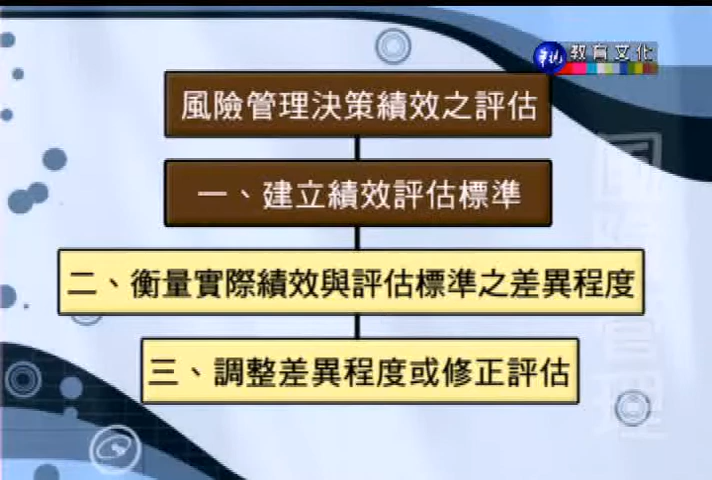 華視 教育文化
風險管理決策績效之評估
一、建立績效評估標準
二、衡量實際績效與評估標準之差異程度
三、調整差異程度或修正評估